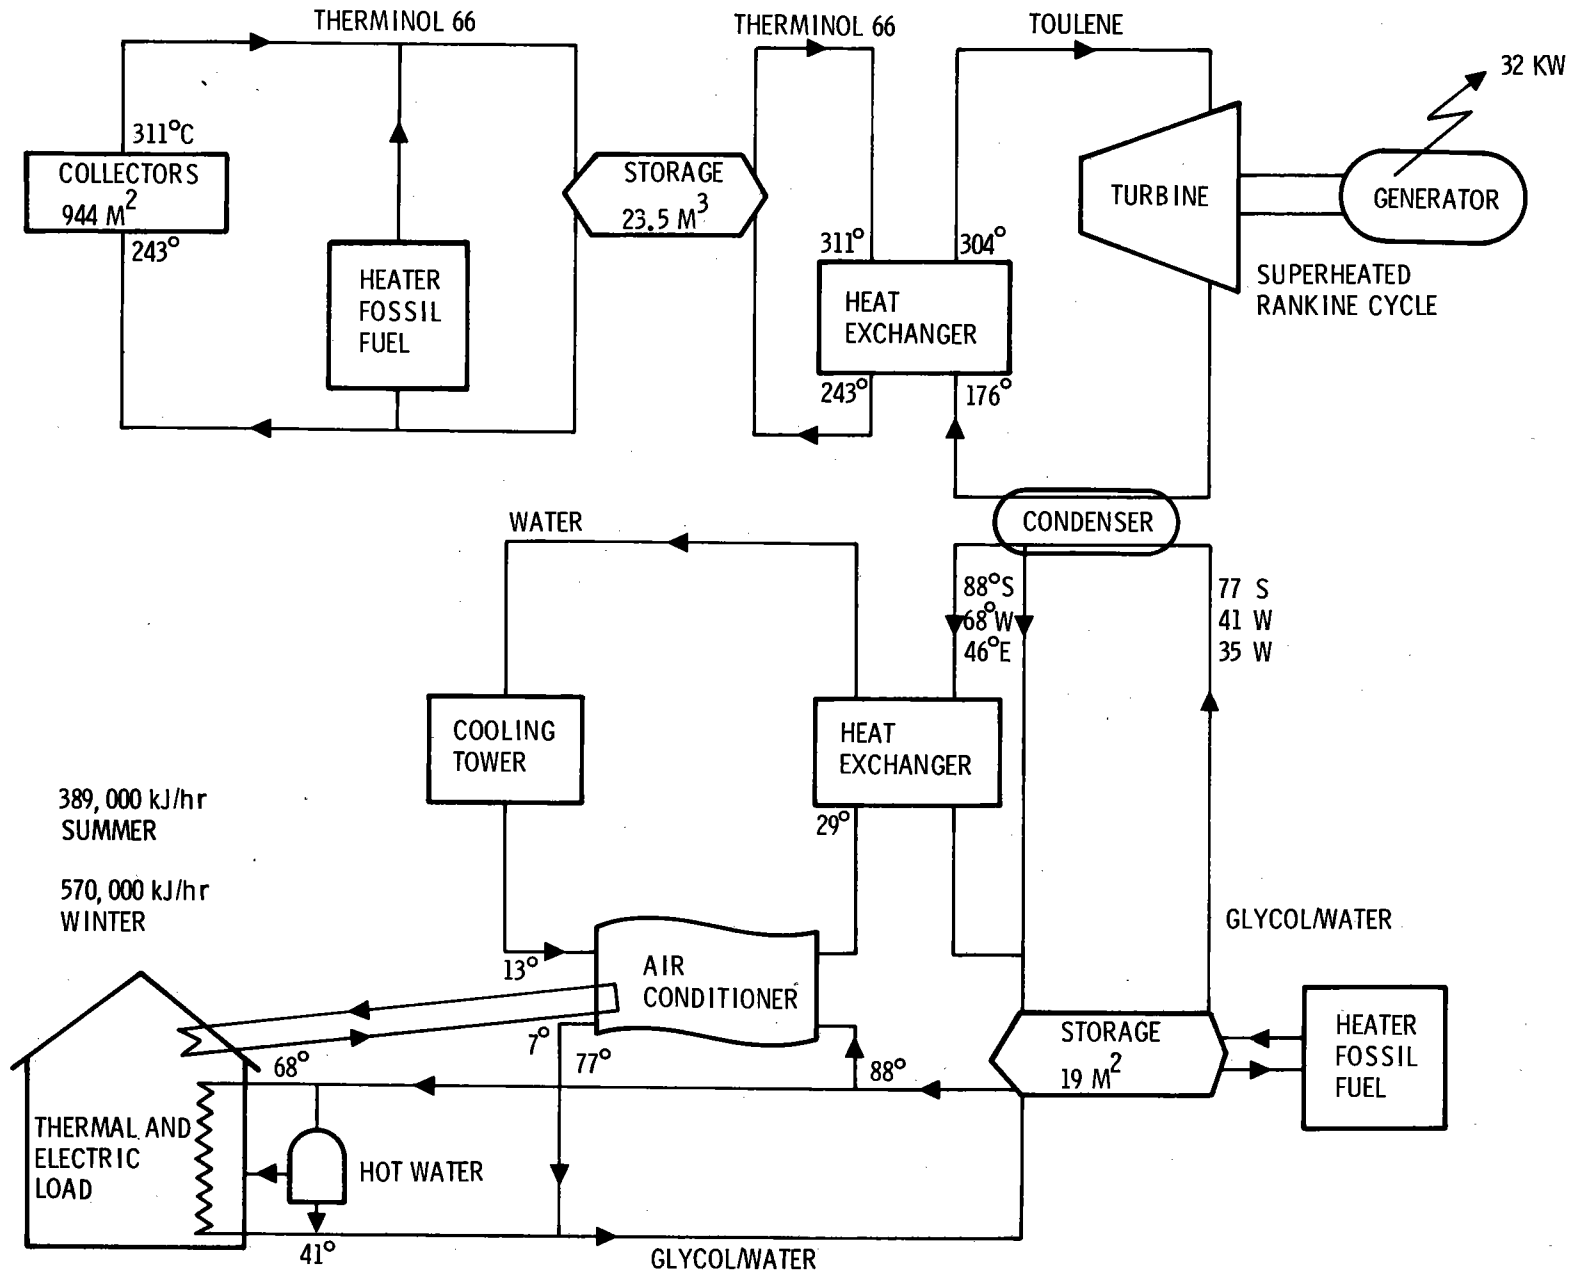 THERMINOL 66
THERMINOL 66
TOULENE
32 KW
311°C
COLLECTORS
944 M2
243°
HEATER
FOSSIL
FUEL
STORAGE
23.5 M3
311°
304°
HEAT
EXCHANGER
243°
176°
TURBINE
GENERATOR
SUPERHEATED
RANKINE CYCLE
CONDENSER
WATER
88°S
68°W
46°E
77 S
41 W
35 W
COOLING
TOWER
HEAT
EXCHANGER
29°
389,000 kJ/hr
SUMMER
570,000 kJ/hr
WINTER
GLYCOL/WATER
13°
AIR
CONDITIONER
7°
77°
88°
68°
STORAGE
19 M2
HEATER
FOSSIL
FUEL
THERMAL AND
ELECTRIC
LOAD
HOT WATER
41°
GLYCOL/WATER